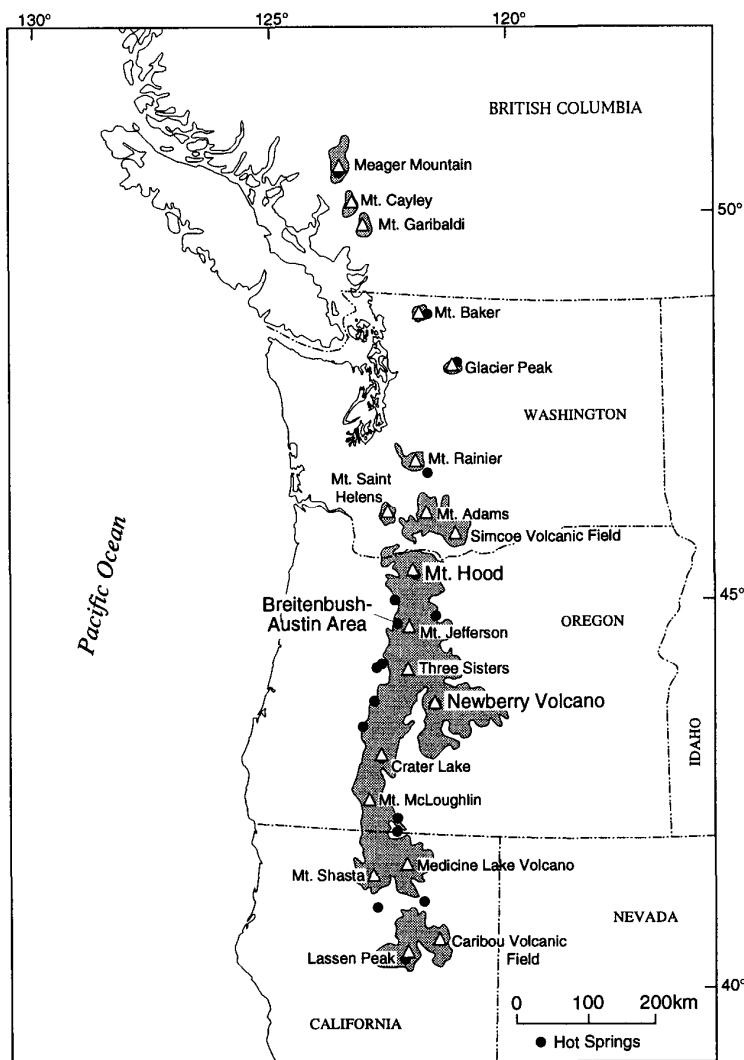 130°
125°
120°
BRITISH COLUMBIA
Meager Mountain
Mt. Cayley
50°
Mt. Garibaldi
Mt. Baker
Glacier Peak
WASHINGTON
Mt. Rainier
Mt. Saint
Helens
Mt. Adams
Simcoe Volcanic Field
Pacific Ocean
Mt. Hood
45°
Breitenbush-
Austin Area
OREGON
Mt. Jefferson
Three Sisters
Newberry Volcano
IDAHO
Crater Lake
Mt. McLoughlin
Medicine Lake Volcano
Mt. Shasta
NEVADA
Caribou Volcanic
Field
Lassen Peak
40°
0 100 200km
CALIFORNIA
Hot Springs